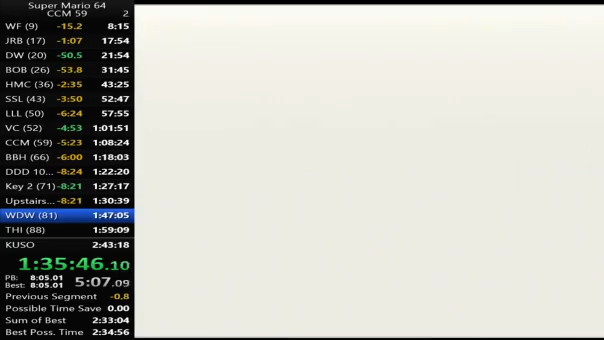 Super Mario 64
CCM 59 2
WF (9) -15.2 8:15
JRB (17) -1:07 17:54
DW (20) -50.5 21:54
BOB (26) -53.8 31:45
HMC (36) -2:35 43:25
SSL (43) -3:50 52:47
LLL (50) -6:24 57:55
VC (52) -4:53 1:01:51
CCM (59) -5:23 1:08:24
BBH (66) -6:00 1:18:03
DDD 10... -8:24 1:22:20
Key 2 (71) -8:21 1:27:17
Upstairs... -8:21 1:30:39
WDW (81) 1:47:05
THI (88) 1:59:09
KUSO 2:43:18
1:35:46.10
PB: 8:05.01 5:07.09
Best: 8:05.01
Previous Segment -0.8
Possible Time Save 0.00
Sum of Best 2:33:04
Best Poss. Time 2:34:56